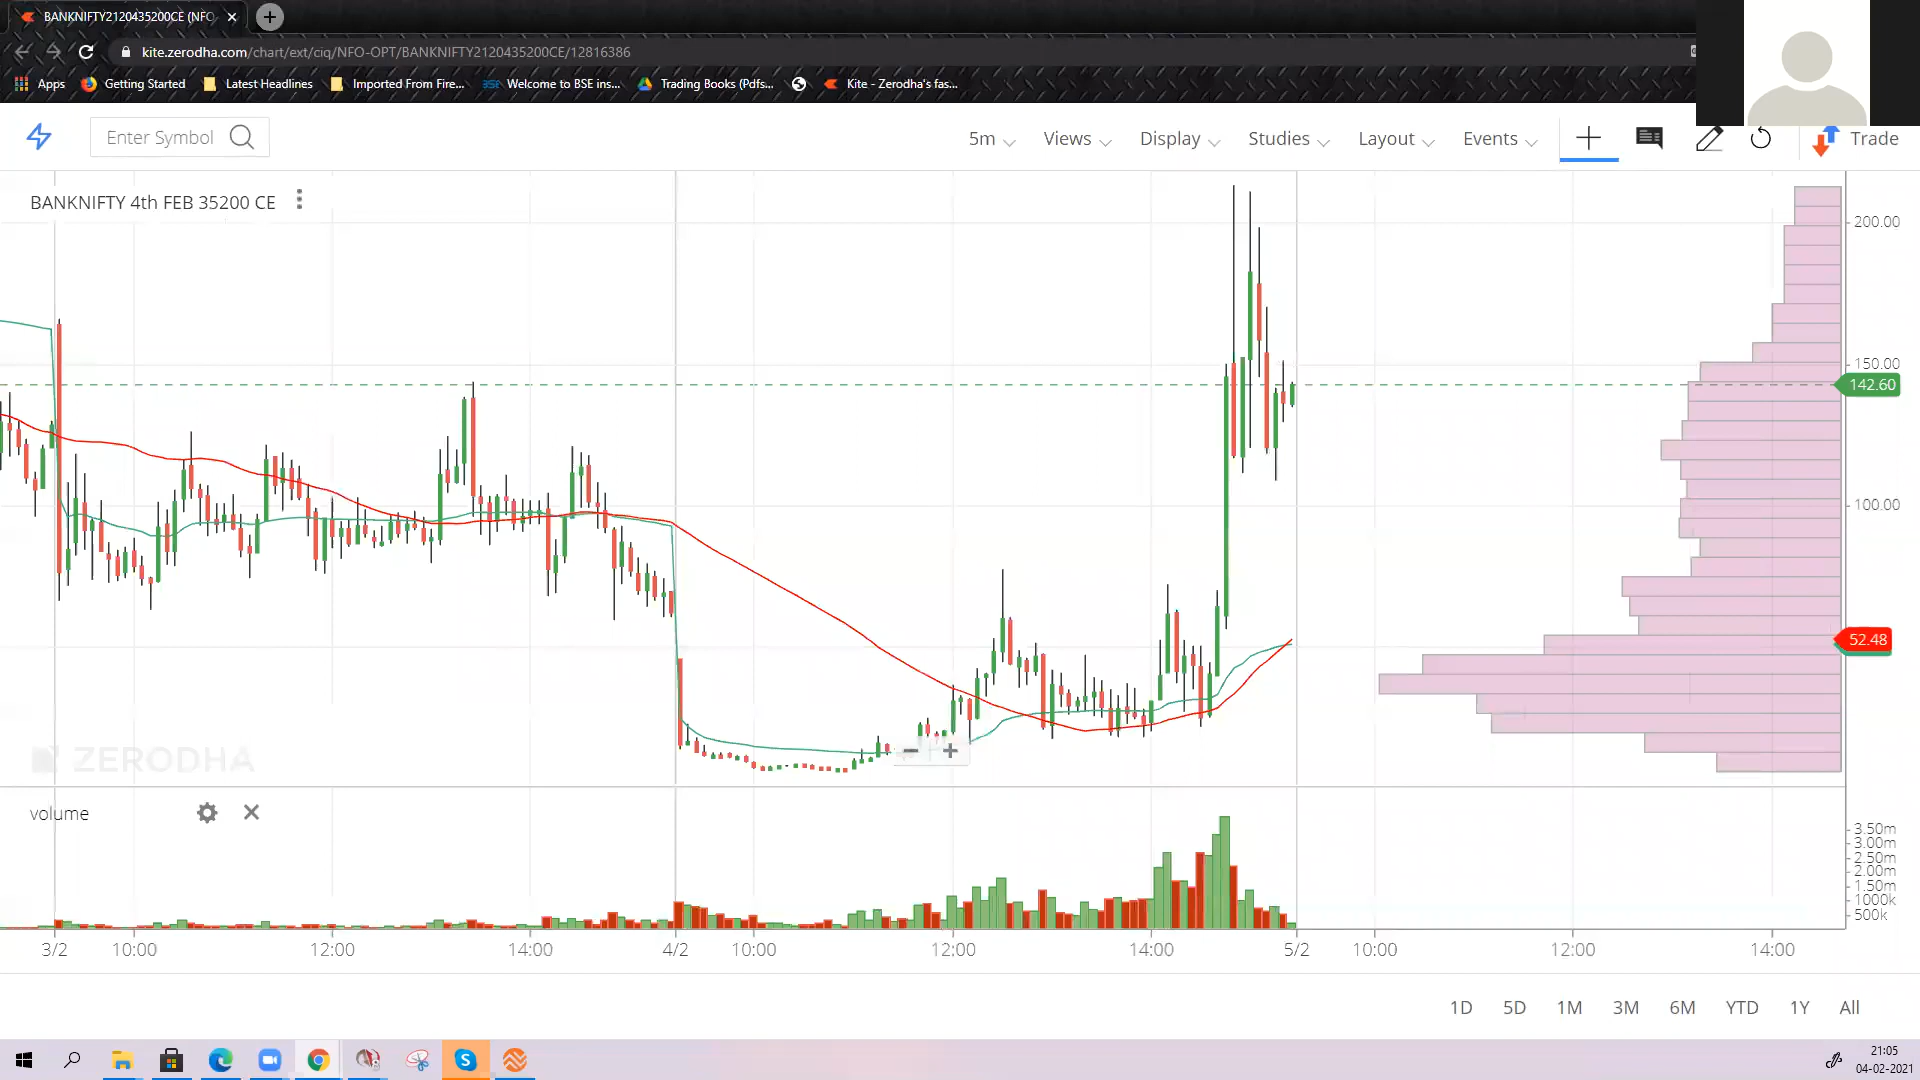 BANKNIFTY2120435200CE (NFO
kite.zerodha.com/chart/ext/ciq/NFO-OPT/BANKNIFTY2120435200CE/12816386
Apps Getting Started Latest Headlines Imported From Fire... Welcome to BSE ins... Trading Books (Pdfs... Kite - Zerodha's fas...
Enter Symbol 5m Views Display Studies Layout Events Trade
BANKNIFTY 4th FEB 35200 CE
200.00
150.00
142.60
100.00
52.48
ZERODHA
volume
3.50m
3.00m
2.50m
2.00m
1.50m
1000k
500k
3/2 10:00 12:00 14:00 4/2 10:00 12:00 14:00 5/2 10:00 12:00 14:00
1D 5D 1M 3M 6M YTD 1Y All
21:05
04-02-2021